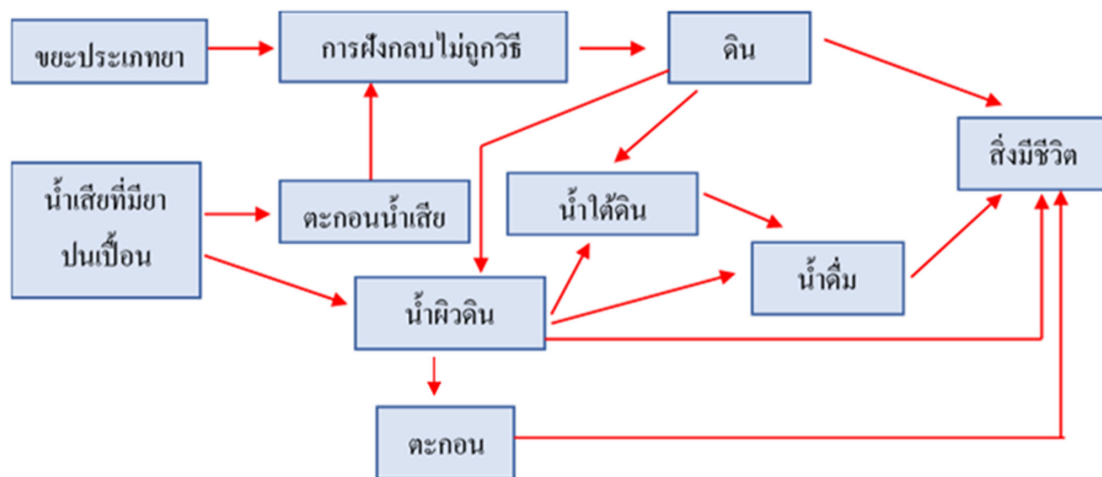 ขยะประเภทยา
การฝังกลบไม่ถูกวิธี
ดิน
สิ่งมีชีวิต
น้ำเสียที่มียา
ปนเปื้อน
ตะกอนน้ำเสีย
น้ำใต้ดิน
น้ำดื่ม
น้ำผิวดิน
ตะกอน